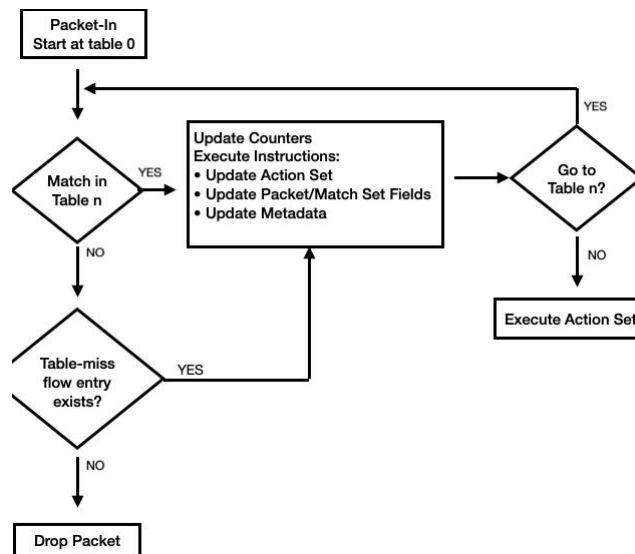 Packet-In
Start at table 0
YES
Update Counters
Execute Instructions:
• Update Action Set
• Update Packet/Match Set Fields
• Update Metadata
Match in
Table n
YES
Go to
Table n?
NO
NO
Execute Action Set
Table-miss
flow entry
exists?
YES
NO
Drop Packet